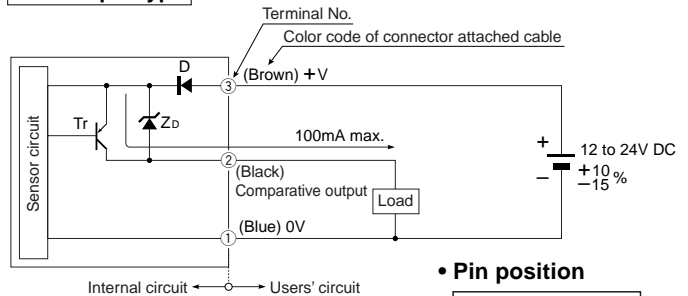 Terminal No.
Color code of connector attached cable
D
3
(Brown) +V
Sensor circuit
Tr
ZD
100mA max.
+
12 to 24V DC
+10
−15 %
−
2
(Black)
Comparative output
Load
(Blue) 0V
1
Internal circuit
Users' circuit
• Pin position